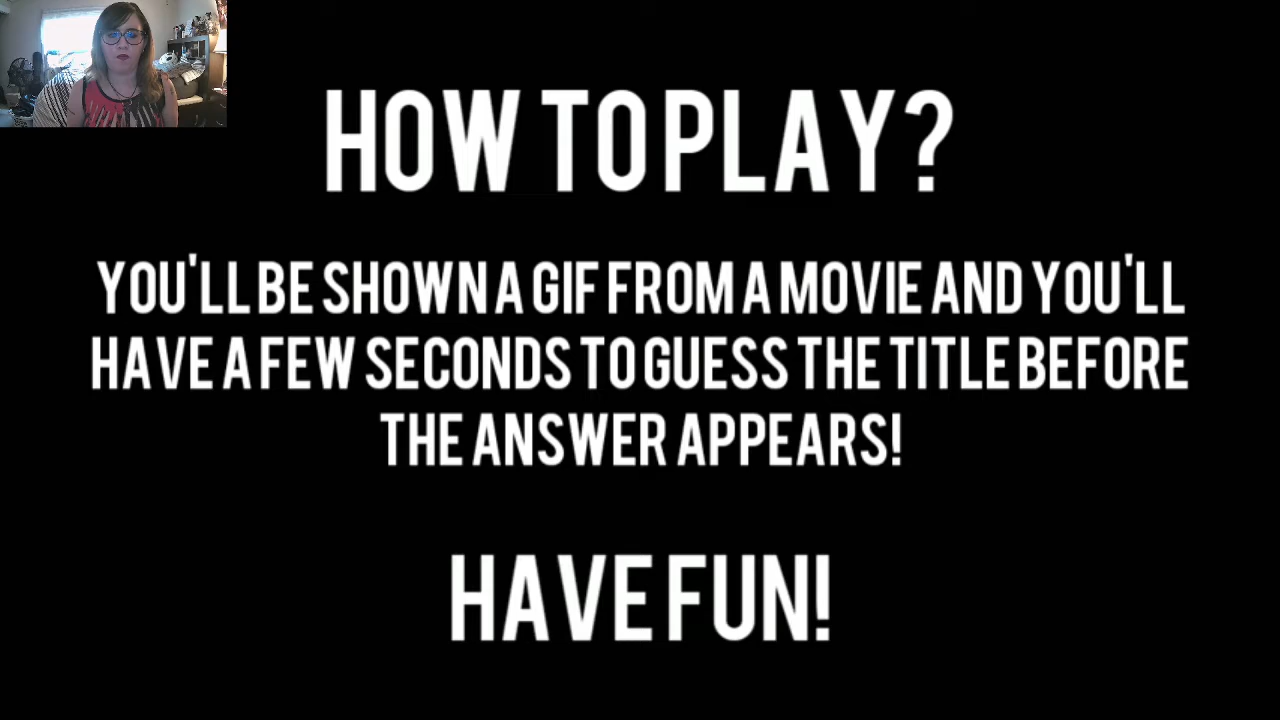 HOW TO PLAY?
YOU'LL BE SHOWN A GIF FROM A MOVIE AND YOU'LL
HAVE A FEW SECONDS TO GUESS THE TITLE BEFORE
THE ANSWER APPEARS!
HAVE FUN!